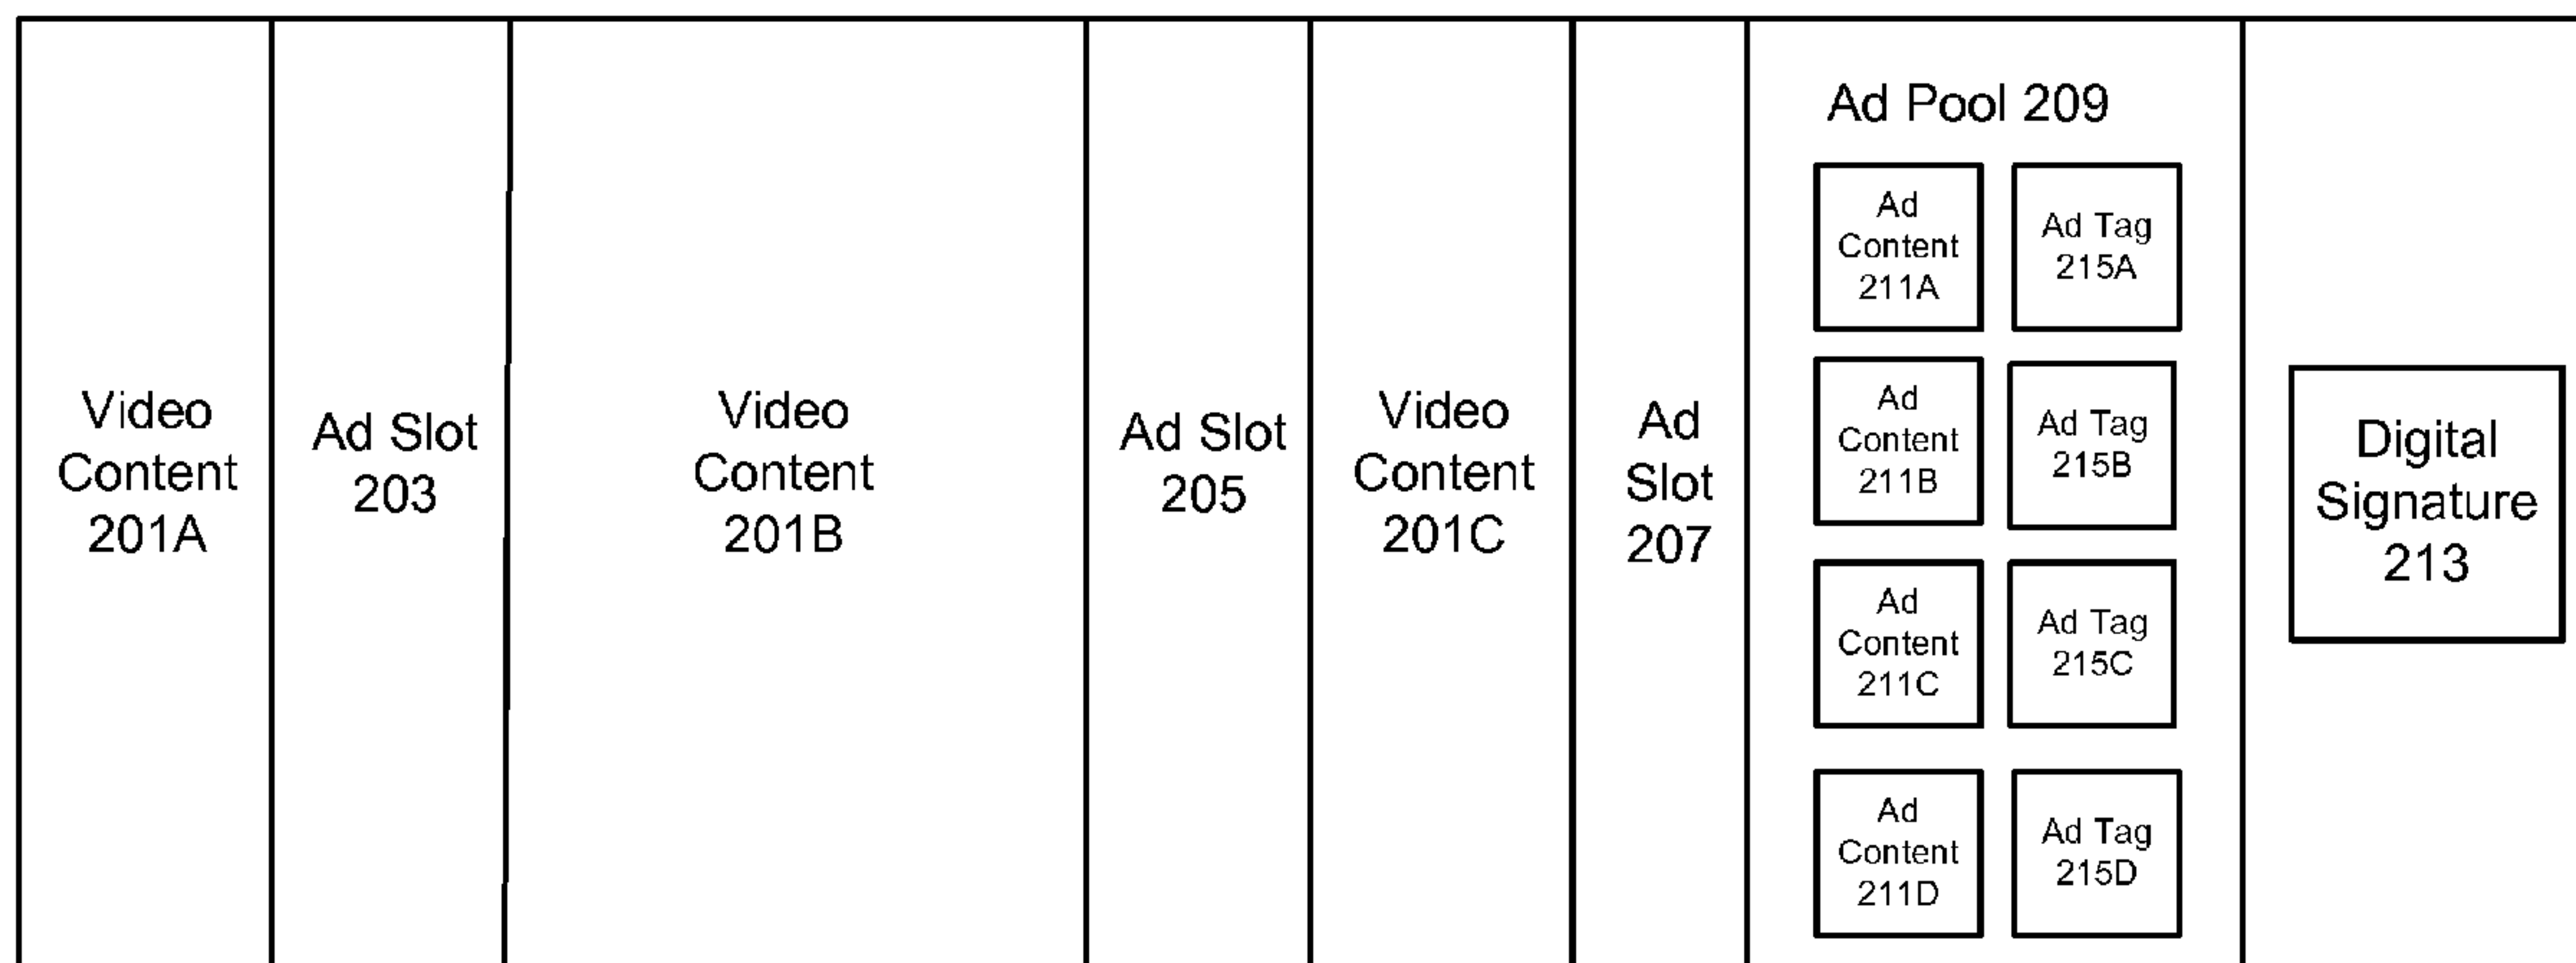 Video
Content
201A
Ad Slot
203
Video
Content
201B
Ad Slot
205
Video
Content
201C
Ad
Slot
207
Ad Pool 209
Ad
Content
211A
Ad Tag
215A
Ad
Content
211B
Ad Tag
215B
Ad
Content
211C
Ad Tag
215C
Ad
Content
211D
Ad Tag
215D
Digital
Signature
213